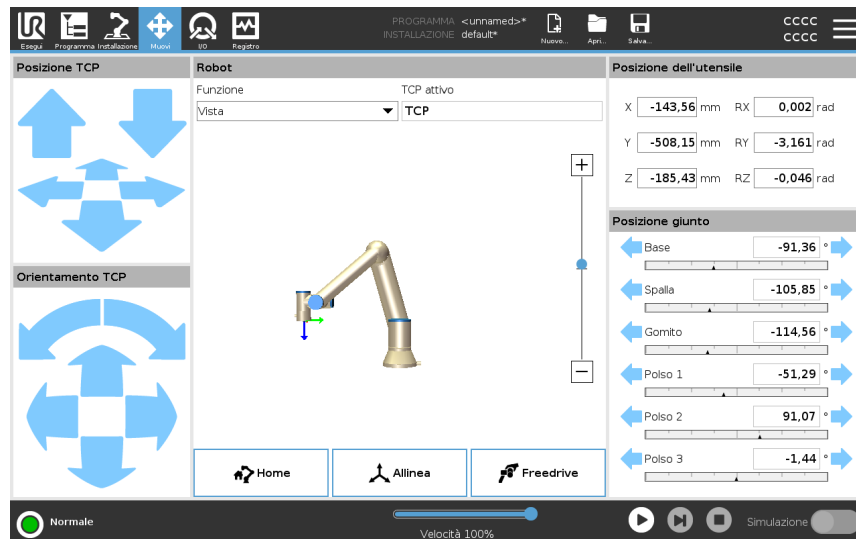 UR
Esegui
Programma
Installazione
Muovi
I/O
Registro
PROGRAMMA <unnamed>*
INSTALLAZIONE default*
Nuovo...
Apri...
Salva...
cccc
cccc
Posizione TCP
Orientamento TCP
Robot
Funzione
TCP attivo
Vista
TCP
Home
Allinea
Freedrive
Posizione dell'utensile
X -143,56 mm RX 0,002 rad
Y -508,15 mm RY -3,161 rad
Z -185,43 mm RZ -0,046 rad
Posizione giunto
Base -91,36 °
Spalla -105,85 °
Gomito -114,56 °
Polso 1 -51,29 °
Polso 2 91,07 °
Polso 3 -1,44 °
Normale
Velocità 100%
Simulazione